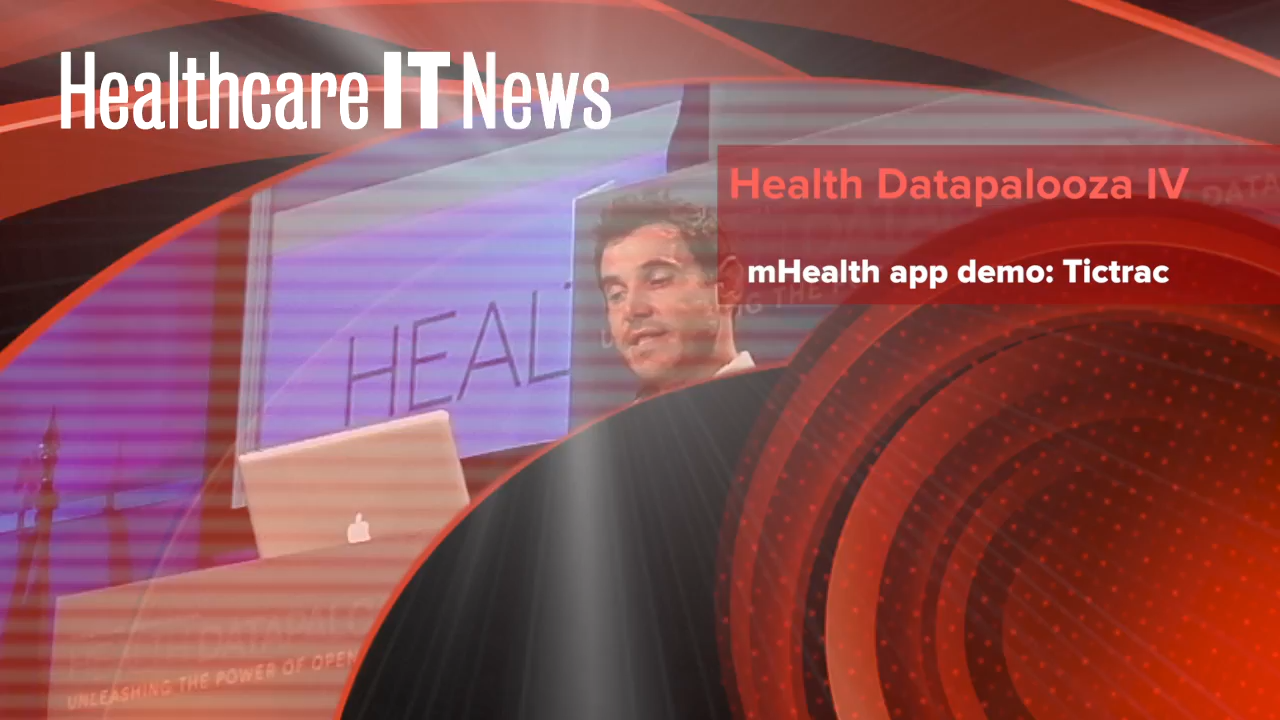 Healthcare IT News
Health Datapalooza IV
mHealth app demo: Tictrac
HEAL
DATAPALO
UNLEASHING THE POWER OF OPEN